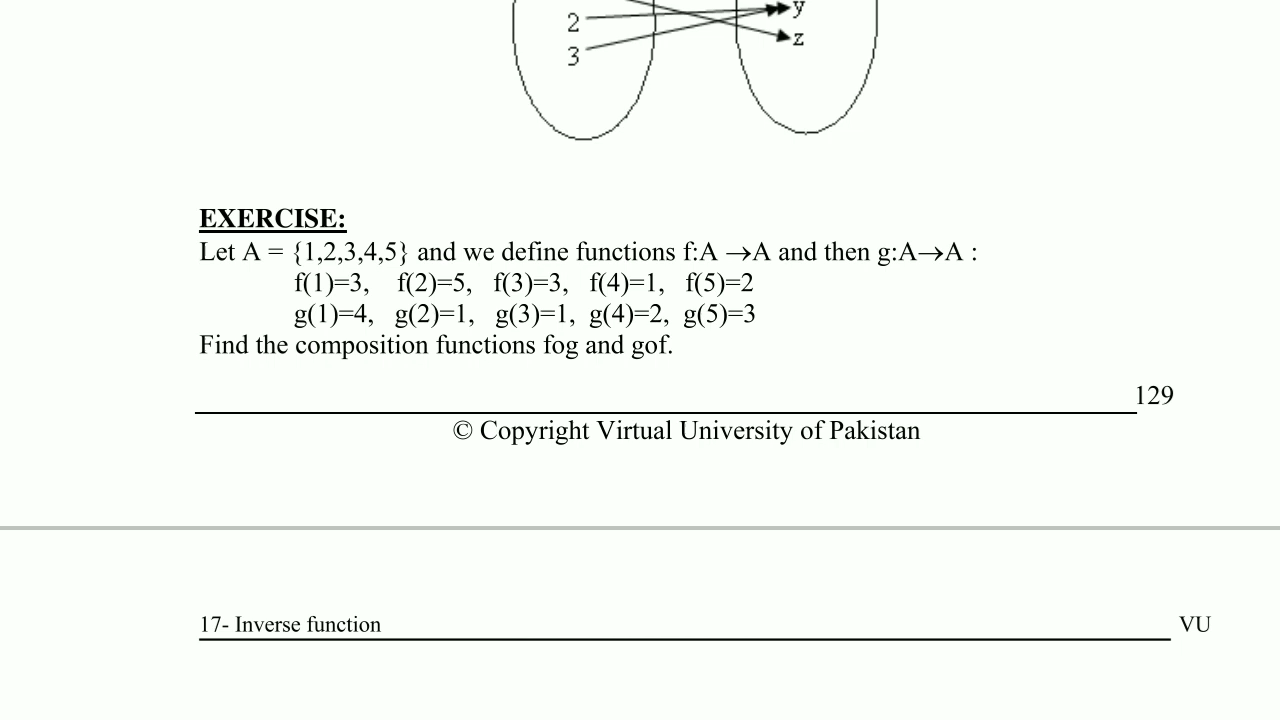 y
2
z
3
EXERCISE:
Let A = {1,2,3,4,5} and we define functions f:A →A and then g:A→A :
f(1)=3, f(2)=5, f(3)=3, f(4)=1, f(5)=2
g(1)=4, g(2)=1, g(3)=1, g(4)=2, g(5)=3
Find the composition functions fog and gof.
129
© Copyright Virtual University of Pakistan
17- Inverse function VU